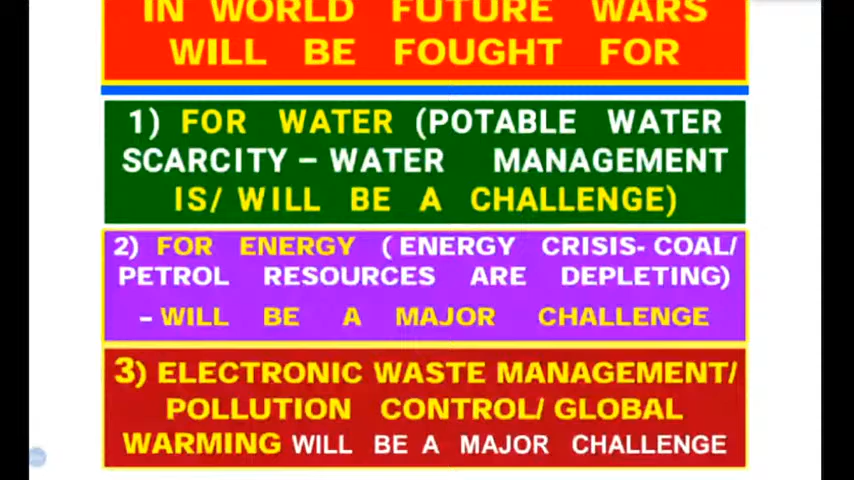 IN WORLD FUTURE WARS
WILL BE FOUGHT FOR
1) FOR WATER (POTABLE WATER
SCARCITY – WATER MANAGEMENT
IS/ WILL BE A CHALLENGE)
2) FOR ENERGY ( ENERGY CRISIS- COAL/
PETROL RESOURCES ARE DEPLETING)
– WILL BE A MAJOR CHALLENGE
3) ELECTRONIC WASTE MANAGEMENT/
POLLUTION CONTROL/ GLOBAL
WARMING WILL BE A MAJOR CHALLENGE